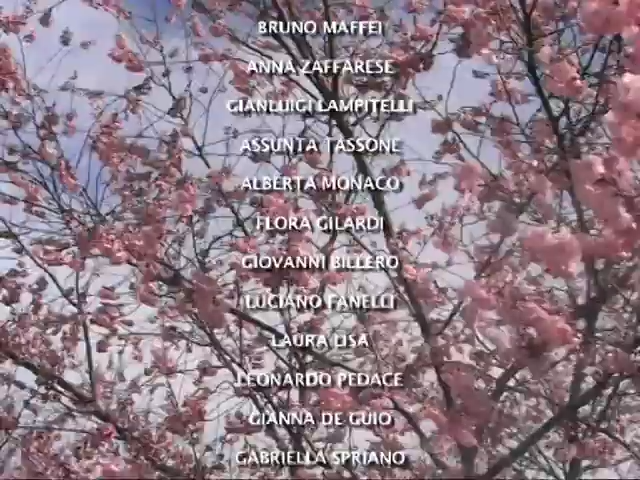 BRUNO MAFFEI
ANNA ZAFFARESE
GIANLUIGI LAMPITELLI
ASSUNTA TASSONE
ALBERTA MONACO
FLORA GILARDI
GIOVANNI BILLERO
LUCIANO FANELLI
LAURA LISA
LEONARDO PEDACE
GIANNA DE GUIO
GABRIELLA SPRIANO